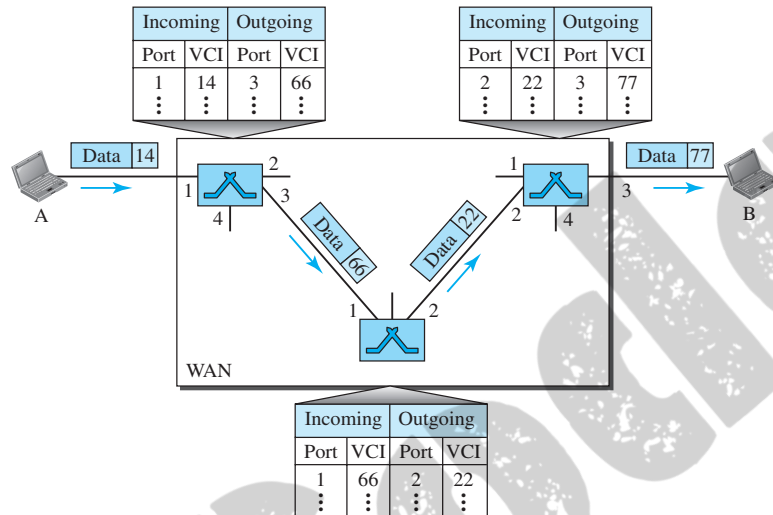 Incoming Outgoing
Port VCI Port VCI
1 14 3 66
Incoming Outgoing
Port VCI Port VCI
2 22 3 77
Data 14
A
1
2
3
4
Data 66
1
2
Data 22
1
2
3
4
Data 77
B
WAN
Incoming Outgoing
Port VCI Port VCI
1 66 2 22